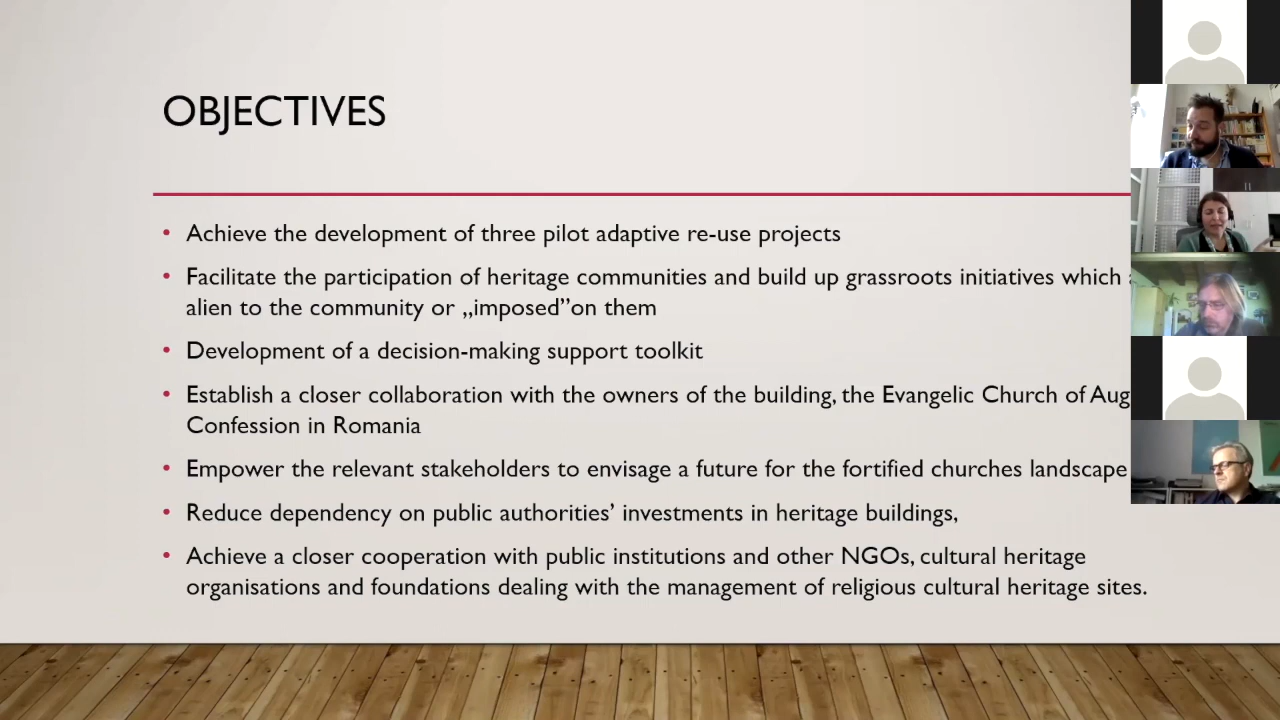 OBJECTIVES
• Achieve the development of three pilot adaptive re-use projects
• Facilitate the participation of heritage communities and build up grassroots initiatives which
alien to the community or „imposed”on them
• Development of a decision-making support toolkit
• Establish a closer collaboration with the owners of the building, the Evangelic Church of Aug
Confession in Romania
• Empower the relevant stakeholders to envisage a future for the fortified churches landscape
• Reduce dependency on public authorities’ investments in heritage buildings,
• Achieve a closer cooperation with public institutions and other NGOs, cultural heritage
organisations and foundations dealing with the management of religious cultural heritage sites.